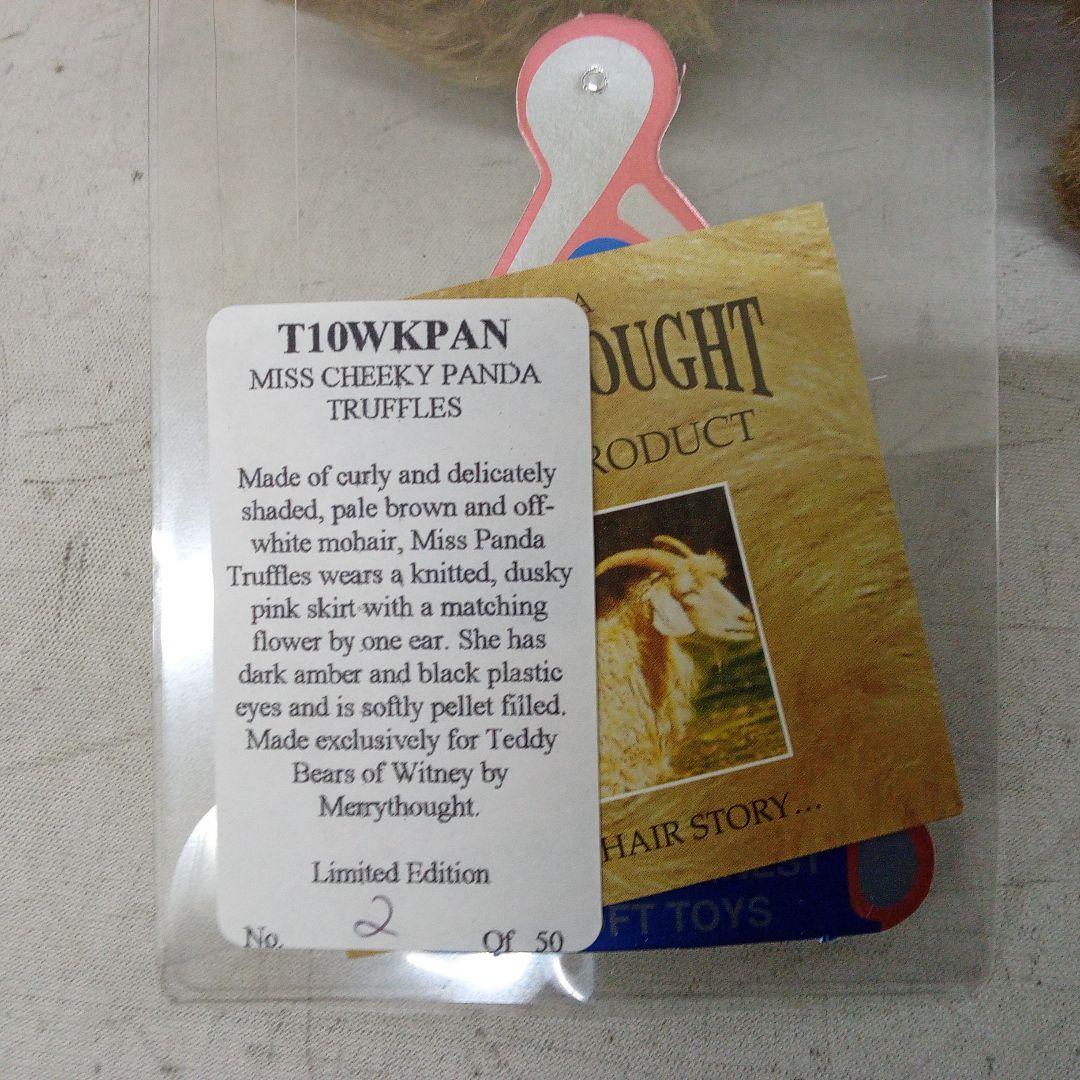 T10WKPAN
MISS CHEEKY PANDA
TRUFFLES
Made of curly and delicately
shaded, pale brown and off-
white mohair, Miss Panda
Truffles wears a knitted, dusky
pink skirt with a matching
flower by one ear. She has
dark amber and black plastic
eyes and is softly pellet filled.
Made exclusively for Teddy
Bears of Witney by
Merrythought.
Limited Edition
No. 2 Of 50
A
OUGHT
RODUCT
HAIR STORY...
EST
FT TOYS